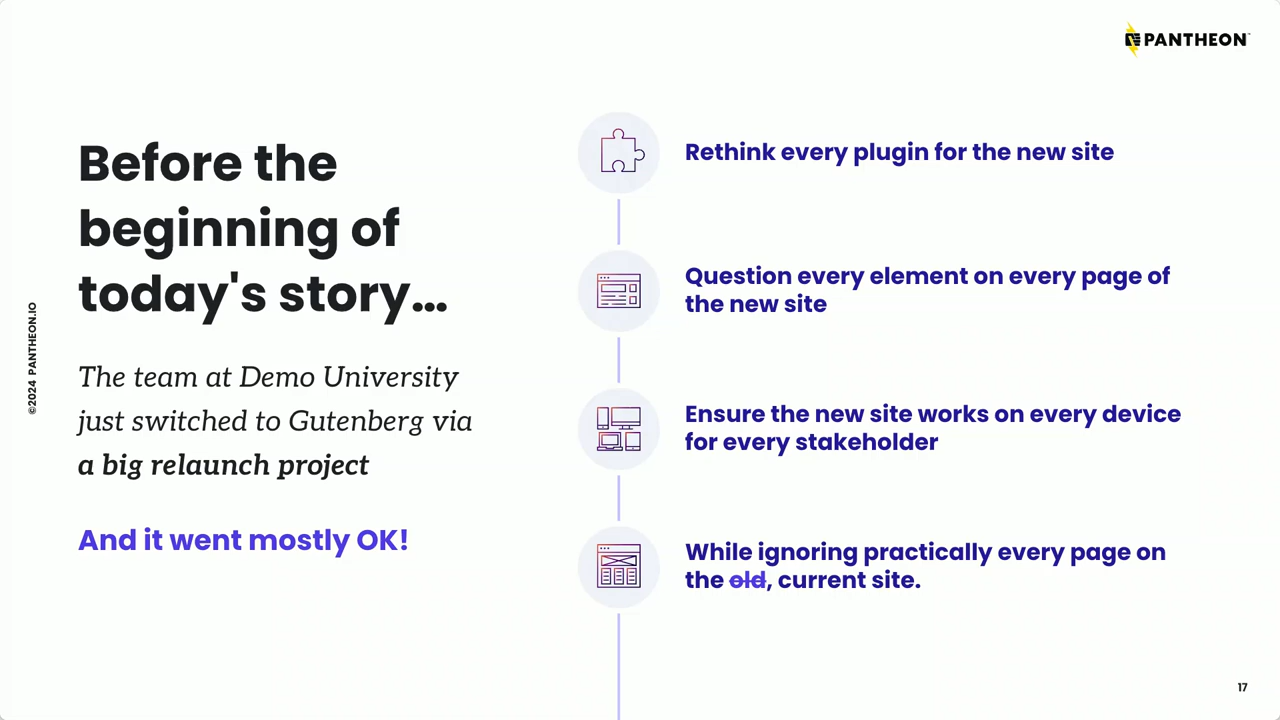 PANTHEON
Before the
beginning of
today's story...
The team at Demo University
just switched to Gutenberg via
a big relaunch project
And it went mostly OK!
Rethink every plugin for the new site
Question every element on every page of
the new site
Ensure the new site works on every device
for every stakeholder
While ignoring practically every page on
the old, current site.
©2024 PANTHEON.IO
17